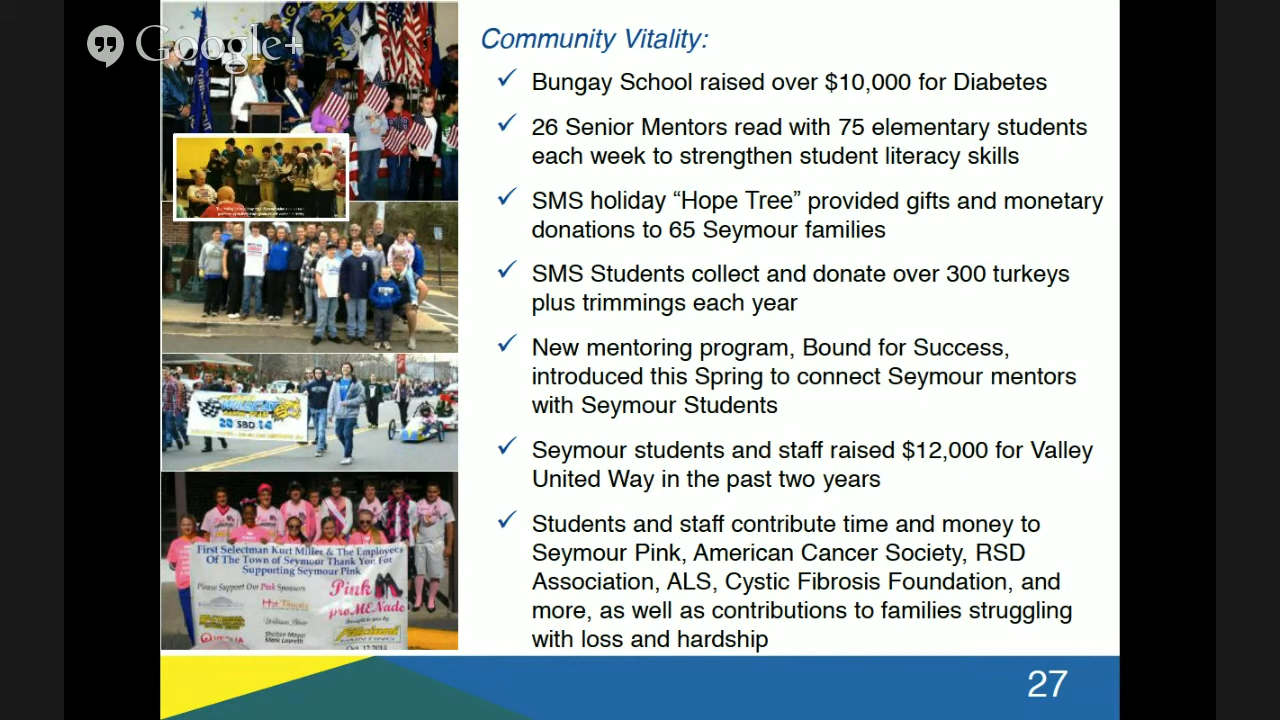 Google+
Community Vitality:
Bungay School raised over $10,000 for Diabetes
26 Senior Mentors read with 75 elementary students
each week to strengthen student literacy skills
SMS holiday “Hope Tree” provided gifts and monetary
donations to 65 Seymour families
SMS Students collect and donate over 300 turkeys
plus trimmings each year
New mentoring program, Bound for Success,
introduced this Spring to connect Seymour mentors
with Seymour Students
Seymour students and staff raised $12,000 for Valley
United Way in the past two years
Students and staff contribute time and money to
Seymour Pink, American Cancer Society, RSD
Association, ALS, Cystic Fibrosis Foundation, and
more, as well as contributions to families struggling
with loss and hardship
20 SBD 14
First Selectman Kurt Miller & The Employees
Of The Town of Seymour Thank You For
Supporting Seymour Pink
Please Support Our Pink Sponsors
Pink
proMENade
27